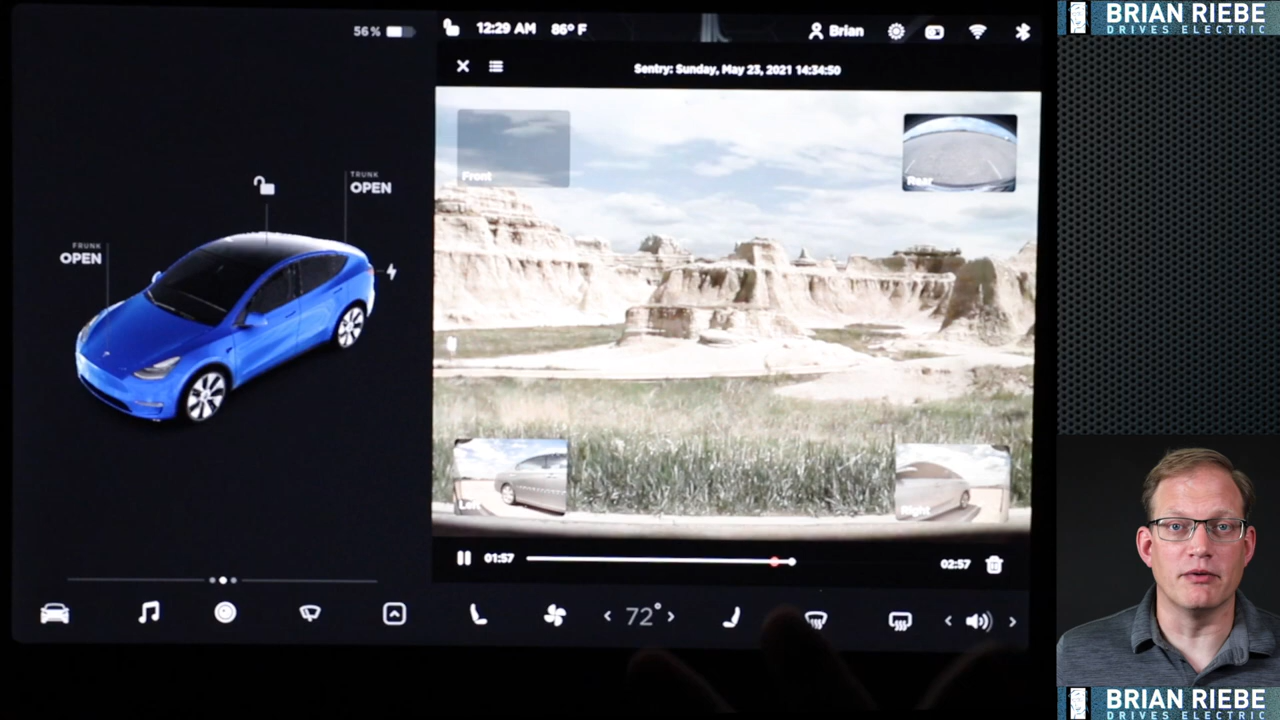 56%
12:29 AM 86° F
Brian
Sentry: Sunday, May 23, 2021 14:34:50
Front
Rear
TRUNK
OPEN
FRUNK
OPEN
Left
Right
01:57
02:57
72°
BRIAN RIEBE
DRIVES ELECTRIC
BRIAN RIEBE
DRIVES ELECTRIC